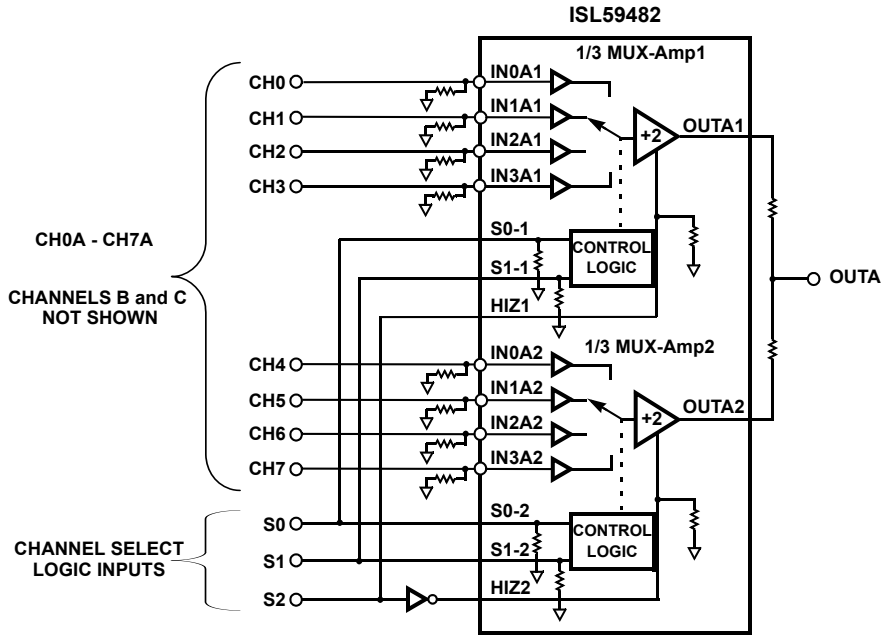 ISL59482
1/3 MUX-Amp1
CH0
IN0A1
CH1
IN1A1
CH2
IN2A1
CH3
IN3A1
+2
OUTA1
CH0A - CH7A
CHANNELS B and C
NOT SHOWN
S0-1
S1-1
HIZ1
CONTROL
LOGIC
OUTA
1/3 MUX-Amp2
CH4
IN0A2
CH5
IN1A2
CH6
IN2A2
CH7
IN3A2
+2
OUTA2
CHANNEL SELECT
LOGIC INPUTS
S0
S0-2
S1
S1-2
S2
HIZ2
CONTROL
LOGIC